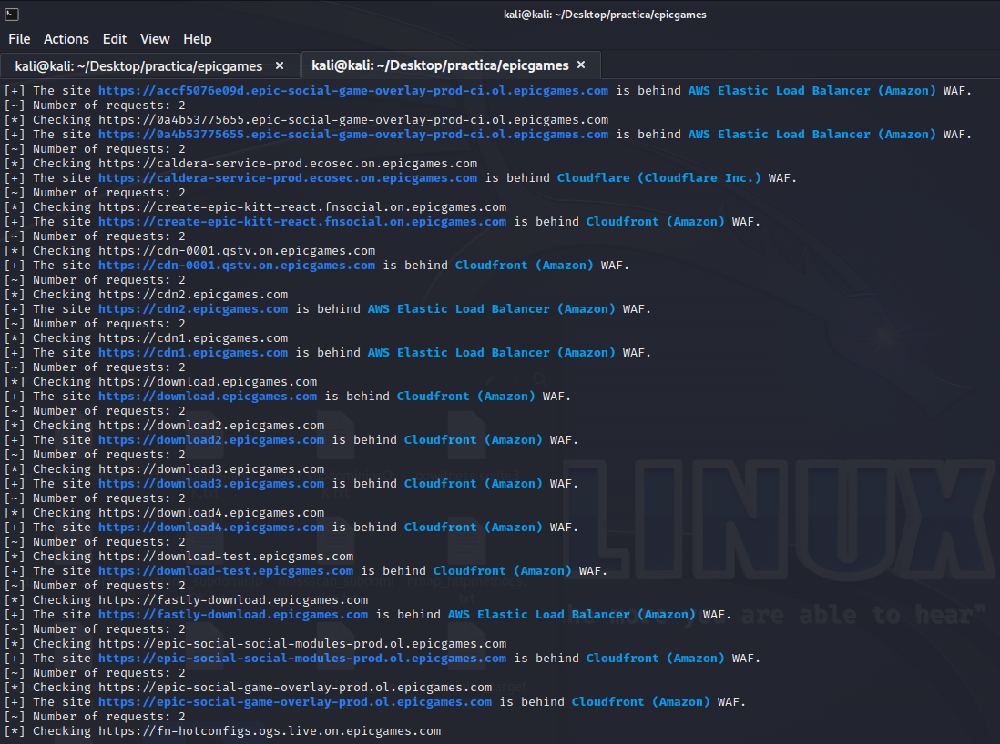 kali@kali: ~/Desktop/practica/epicgames
File Actions Edit View Help
kali@kali: ~/Desktop/practica/epicgames × kali@kali: ~/Desktop/practica/epicgames ×
[+] The site https://accf5076e09d.epic-social-game-overlay-prod-ci.ol.epicgames.com is behind AWS Elastic Load Balancer (Amazon) WAF.
[~] Number of requests: 2
[*] Checking https://0a4b53775655.epic-social-game-overlay-prod-ci.ol.epicgames.com
[+] The site https://0a4b53775655.epic-social-game-overlay-prod-ci.ol.epicgames.com is behind AWS Elastic Load Balancer (Amazon) WAF.
[~] Number of requests: 2
[*] Checking https://caldera-service-prod.ecosec.on.epicgames.com
[+] The site https://caldera-service-prod.ecosec.on.epicgames.com is behind Cloudflare (Cloudflare Inc.) WAF.
[~] Number of requests: 2
[*] Checking https://create-epic-kitt-react.fnsocial.on.epicgames.com
[+] The site https://create-epic-kitt-react.fnsocial.on.epicgames.com is behind Cloudfront (Amazon) WAF.
[~] Number of requests: 2
[*] Checking https://cdn-0001.qstv.on.epicgames.com
[+] The site https://cdn-0001.qstv.on.epicgames.com is behind Cloudfront (Amazon) WAF.
[~] Number of requests: 2
[*] Checking https://cdn2.epicgames.com
[+] The site https://cdn2.epicgames.com is behind AWS Elastic Load Balancer (Amazon) WAF.
[~] Number of requests: 2
[*] Checking https://cdn1.epicgames.com
[+] The site https://cdn1.epicgames.com is behind AWS Elastic Load Balancer (Amazon) WAF.
[~] Number of requests: 2
[*] Checking https://download.epicgames.com
[+] The site https://download.epicgames.com is behind Cloudfront (Amazon) WAF.
[~] Number of requests: 2
[*] Checking https://download2.epicgames.com
[+] The site https://download2.epicgames.com is behind Cloudfront (Amazon) WAF.
[~] Number of requests: 2
[*] Checking https://download3.epicgames.com
[+] The site https://download3.epicgames.com is behind Cloudfront (Amazon) WAF.
[~] Number of requests: 2
[*] Checking https://download4.epicgames.com
[+] The site https://download4.epicgames.com is behind Cloudfront (Amazon) WAF.
[~] Number of requests: 2
[*] Checking https://download-test.epicgames.com
[+] The site https://download-test.epicgames.com is behind Cloudfront (Amazon) WAF.
[~] Number of requests: 2
[*] Checking https://fastly-download.epicgames.com
[+] The site https://fastly-download.epicgames.com is behind AWS Elastic Load Balancer (Amazon) WAF.
[~] Number of requests: 2
[*] Checking https://epic-social-social-modules-prod.ol.epicgames.com
[+] The site https://epic-social-social-modules-prod.ol.epicgames.com is behind Cloudfront (Amazon) WAF.
[~] Number of requests: 2
[*] Checking https://epic-social-game-overlay-prod.ol.epicgames.com
[+] The site https://epic-social-game-overlay-prod.ol.epicgames.com is behind Cloudfront (Amazon) WAF.
[~] Number of requests: 2
[*] Checking https://fn-hotconfigs.ogs.live.on.epicgames.com
LINUX
you are able to hear"